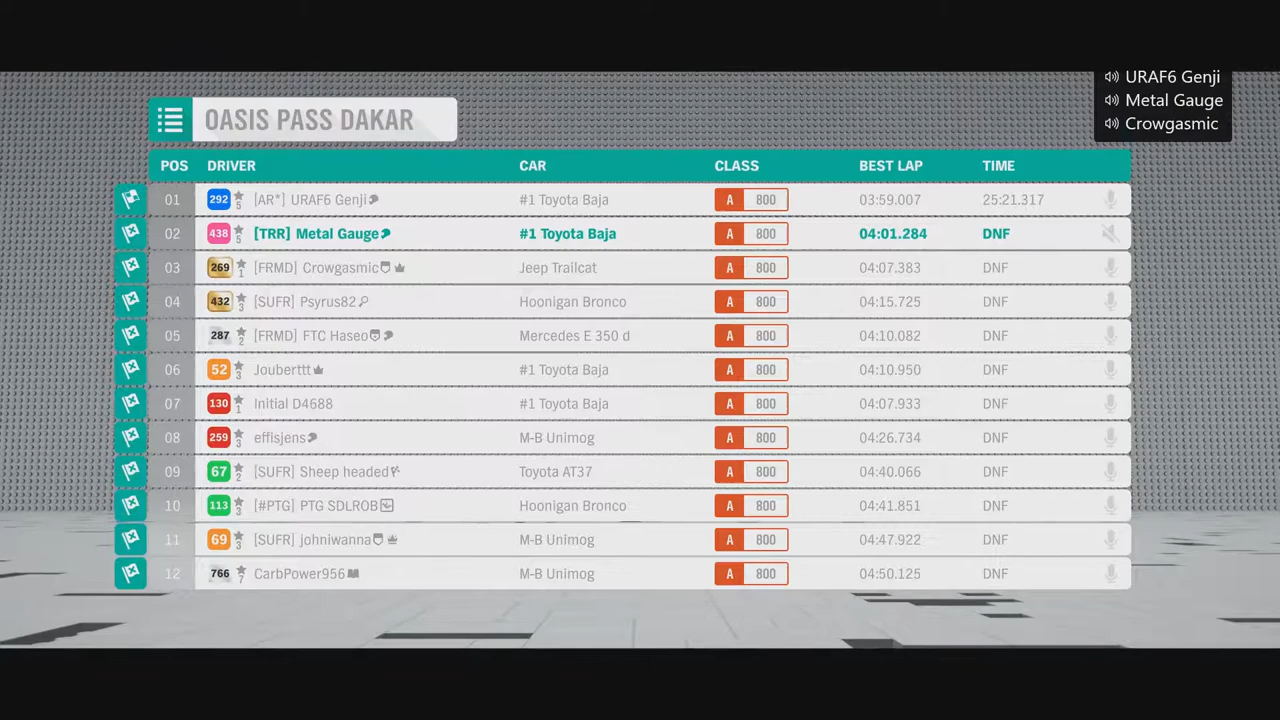 URAF6 Genji
Metal Gauge
Crowgasmic
OASIS PASS DAKAR
POS DRIVER CAR CLASS BEST LAP TIME
01 292 5 [AR*] URAF6 Genji #1 Toyota Baja A 800 03:59.007 25:21.317
02 438 5 [TRR] Metal Gauge #1 Toyota Baja A 800 04:01.284 DNF
03 269 1 [FRMD] Crowgasmic Jeep Trailcat A 800 04:07.383 DNF
04 432 3 [SUFR] Psyrus82 Hoonigan Bronco A 800 04:15.725 DNF
05 287 2 [FRMD] FTC Haseo Mercedes E 350 d A 800 04:10.082 DNF
06 52 3 Jouberttt #1 Toyota Baja A 800 04:10.950 DNF
07 130 1 Initial D4688 #1 Toyota Baja A 800 04:07.933 DNF
08 259 3 effisjens M-B Unimog A 800 04:26.734 DNF
09 67 2 [SUFR] Sheep headed Toyota AT37 A 800 04:40.066 DNF
10 113 3 [#PTG] PTG SDLROB Hoonigan Bronco A 800 04:41.851 DNF
11 69 3 [SUFR] johniwanna M-B Unimog A 800 04:47.922 DNF
12 766 7 CarbPower956 M-B Unimog A 800 04:50.125 DNF